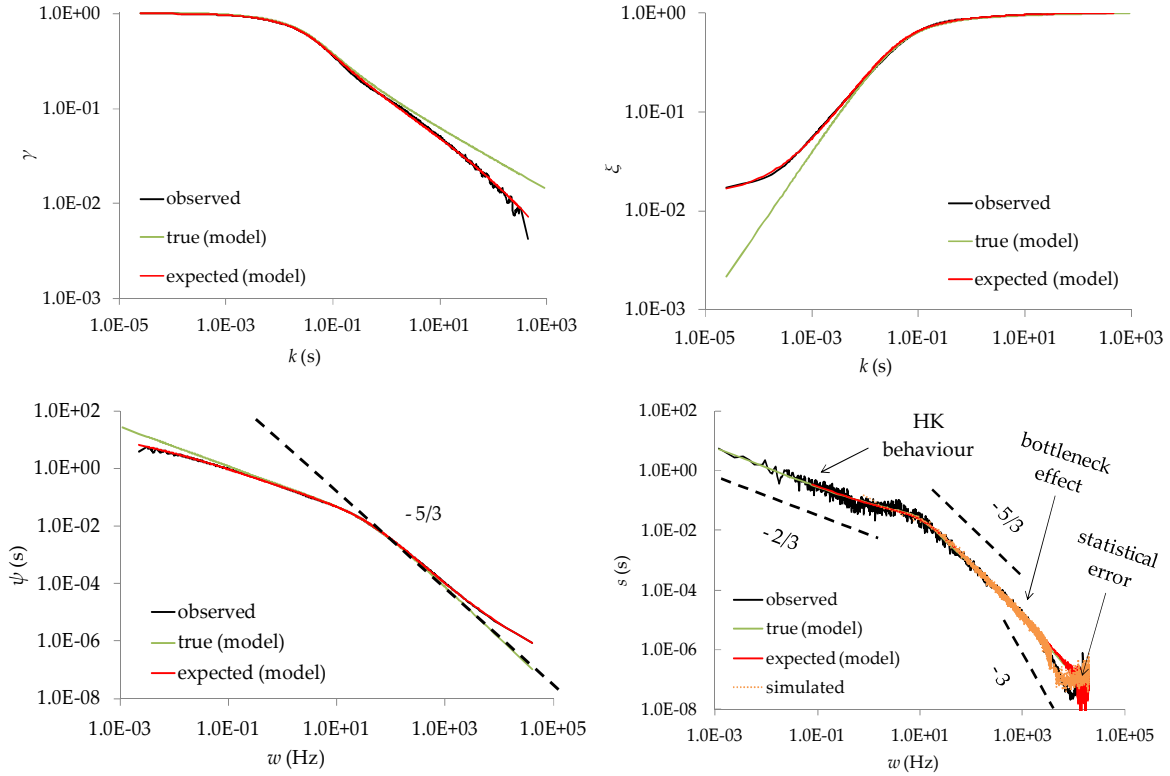 1.0E+00
1.0E-01
1.0E-02
1.0E-03
γ
observed
true (model)
expected (model)
1.0E-05 1.0E-03 1.0E-01 1.0E+01 1.0E+03
k (s)
1.0E+00
1.0E-01
1.0E-02
1.0E-03
ξ
observed
true (model)
expected (model)
1.0E-05 1.0E-03 1.0E-01 1.0E+01 1.0E+03
k (s)
1.0E+02
1.0E+00
1.0E-02
1.0E-04
1.0E-06
1.0E-08
ψ (s)
- 5/3
observed
true (model)
expected (model)
1.0E-03 1.0E-01 1.0E+01 1.0E+03 1.0E+05
w (Hz)
1.0E+02
1.0E+00
1.0E-02
1.0E-04
1.0E-06
1.0E-08
s (s)
HK
behaviour
bottleneck
effect
- 5/3
- 2/3
statistical
error
- 3
observed
true (model)
expected (model)
simulated
1.0E-03 1.0E-01 1.0E+01 1.0E+03 1.0E+05
w (Hz)